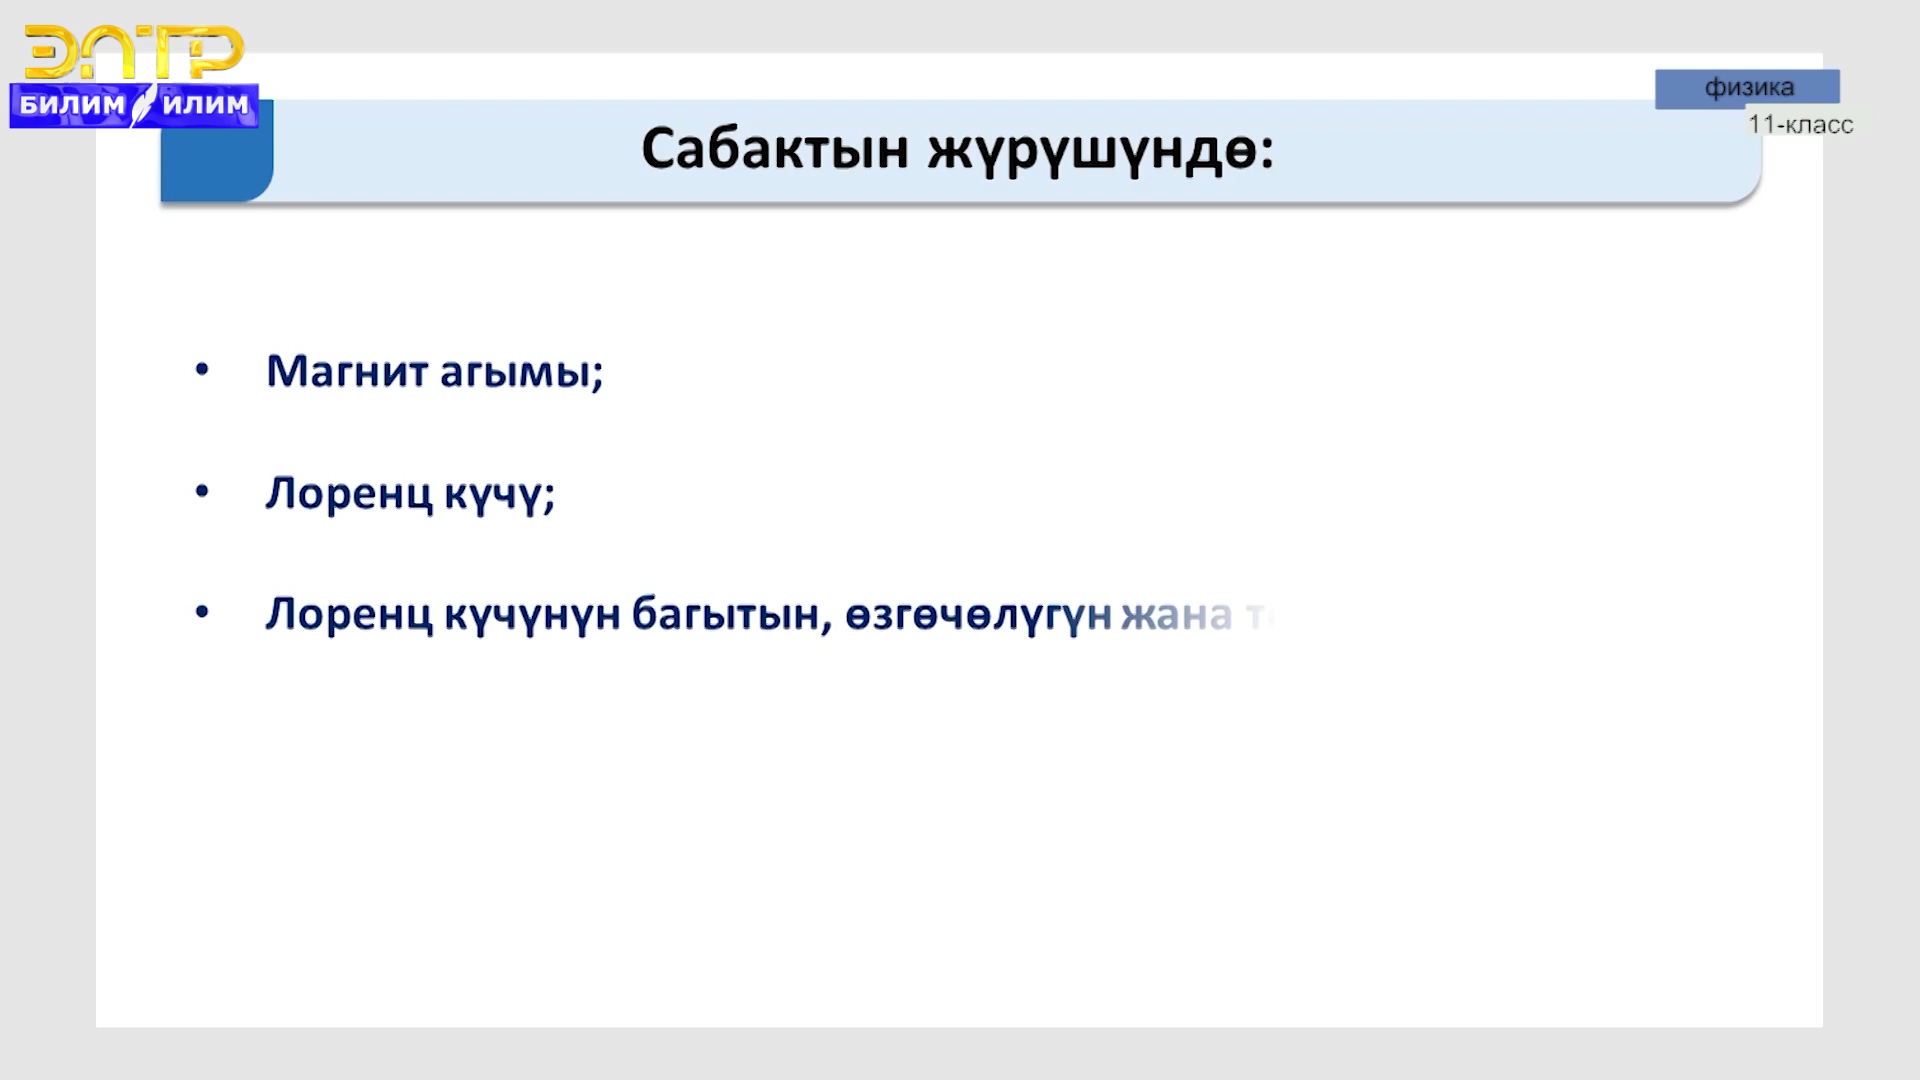 ЭЛТР
БИЛИМ ИЛИМ
физика
11-класс
Сабактын жүрүшүндө:
• Магнит агымы;
• Лоренц күчү;
• Лоренц күчүнүн багытын, өзгөчөлүгүн жана